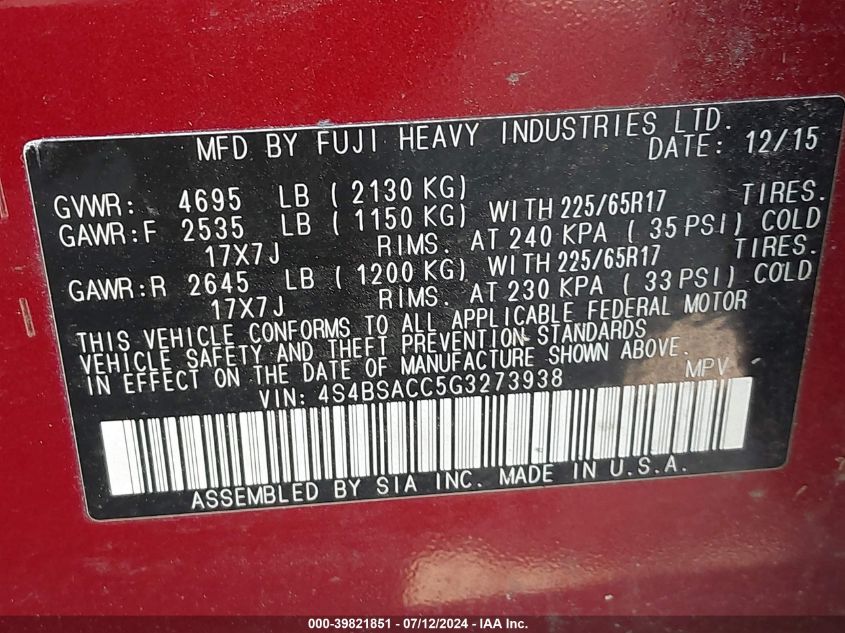 MFD BY FUJI HEAVY INDUSTRIES LTD.
DATE: 12/15
GVWR: 4695 LB ( 2130 KG)
GAWR:F 2535 LB ( 1150 KG) WITH 225/65R17 TIRES.
17X7J RIMS. AT 240 KPA ( 35 PSI) COLD
GAWR:R 2645 LB ( 1200 KG) WITH 225/65R17 TIRES.
17X7J RIMS. AT 230 KPA ( 33 PSI) COLD
THIS VEHICLE CONFORMS TO ALL APPLICABLE FEDERAL MOTOR
VEHICLE SAFETY AND THEFT PREVENTION STANDARDS
IN EFFECT ON THE DATE OF MANUFACTURE SHOWN ABOVE.
VIN: 4S4BSACC5G3273938 MPV
ASSEMBLED BY SIA INC. MADE IN U.S.A.
000-39821851 - 07/12/2024 - IAA Inc.